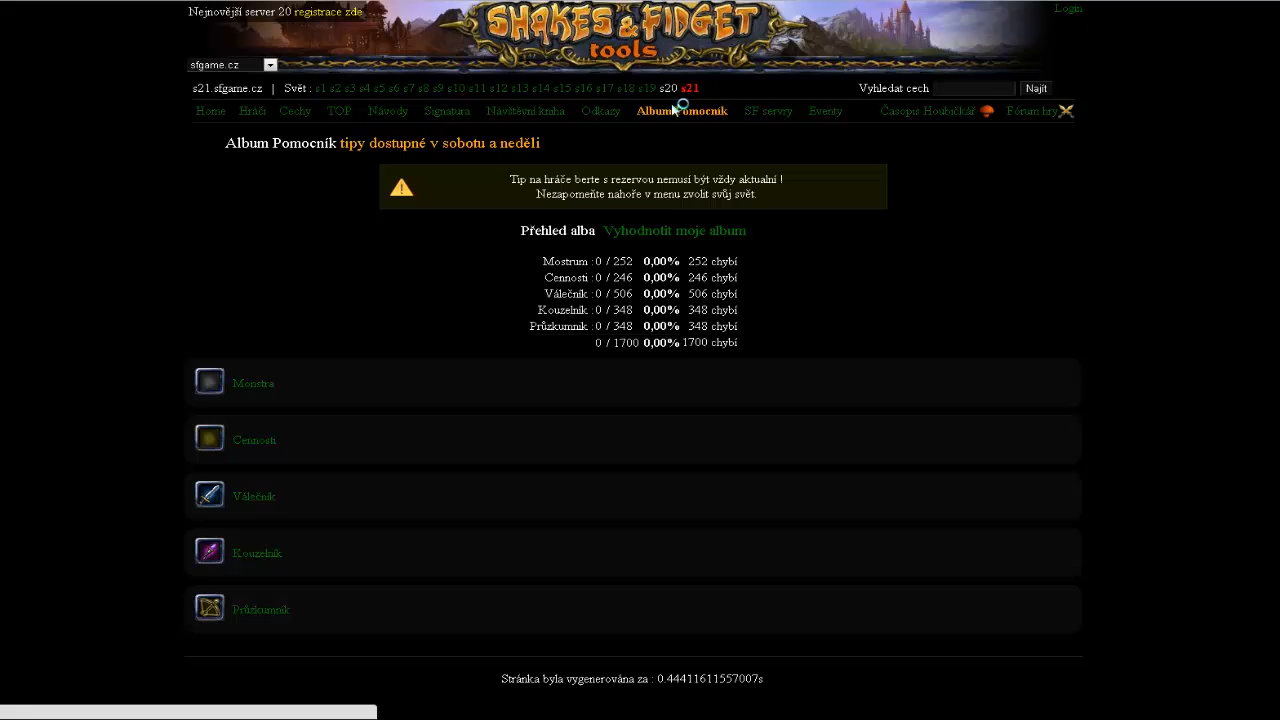 Nejnovější server 20 registrace zde
SHAKES & FIDGET
tools
Login
sfgame.cz
s21.sfgame.cz | Svět : s1 s2 s3 s4 s5 s6 s7 s8 s9 s10 s11 s12 s13 s14 s15 s16 s17 s18 s19 s20 s21
Vyhledat cech Najít
Home Hráči Cechy TOP Návody Signatura Návštěvní kniha Odkazy Album Pomocník SF servry Eventy Časopis Houbičkář Fórum hry
Album Pomocník tipy dostupné v sobotu a neděli
Tip na hráče berte s rezervou nemusí být vždy aktualní !
Nezapomeňte nahoře v menu zvolit svůj svět.
Přehled alba Vyhodnotit moje album
Mostrum : 0 / 252 0,00% 252 chybí
Cennosti : 0 / 246 0,00% 246 chybí
Válečník : 0 / 506 0,00% 506 chybí
Kouzelník : 0 / 348 0,00% 348 chybí
Průzkumník : 0 / 348 0,00% 348 chybí
0 / 1700 0,00% 1700 chybí
Monstra
Cennosti
Válečník
Kouzelník
Průzkumník
Stránka byla vygenerována za : 0.44411611557007s